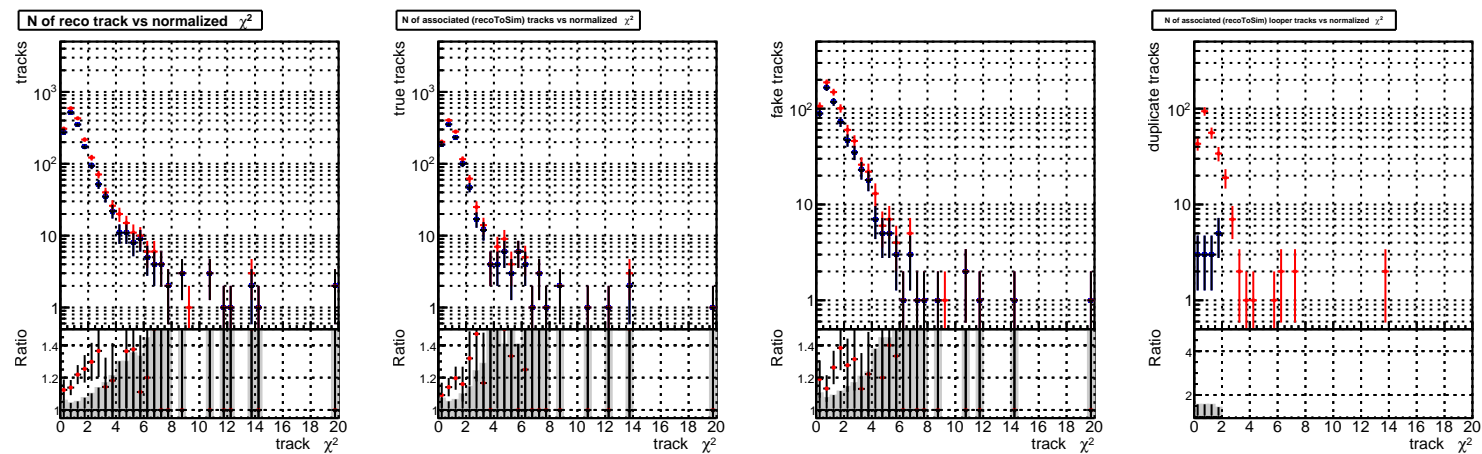 N of reco track vs normalized χ²
tracks
10³
10²
10
1
Ratio
1.4
1.2
1
0 2 4 6 8 10 12 14 16 18 20
track χ²
N of associated (recoToSim) tracks vs normalized χ²
true tracks
10³
10²
10
1
Ratio
1.4
1.2
1
0 2 4 6 8 10 12 14 16 18 20
track χ²
fake tracks
10²
10
1
Ratio
1.4
1.2
1
0 2 4 6 8 10 12 14 16 18 20
track χ²
N of associated (recoToSim) looper tracks vs normalized χ²
duplicate tracks
10²
10
1
Ratio
4
2
0 2 4 6 8 10 12 14 16 18 20
track χ²